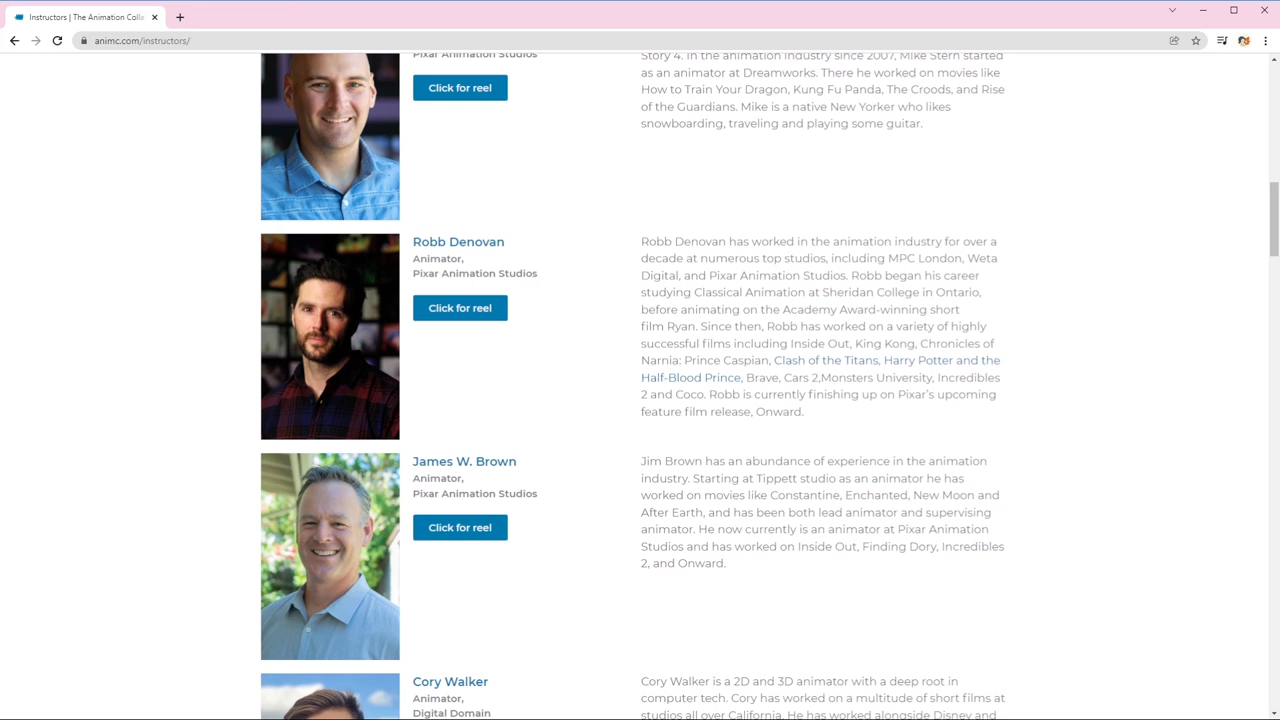 Instructors | The Animation Colla
animc.com/instructors/
Pixar Animation Studios
Click for reel
Story 4. In the animation industry since 2007, Mike Stern started
as an animator at Dreamworks. There he worked on movies like
How to Train Your Dragon, Kung Fu Panda, The Croods, and Rise
of the Guardians. Mike is a native New Yorker who likes
snowboarding, traveling and playing some guitar.
Robb Denovan
Animator,
Pixar Animation Studios
Click for reel
Robb Denovan has worked in the animation industry for over a
decade at numerous top studios, including MPC London, Weta
Digital, and Pixar Animation Studios. Robb began his career
studying Classical Animation at Sheridan College in Ontario,
before animating on the Academy Award-winning short
film Ryan. Since then, Robb has worked on a variety of highly
successful films including Inside Out, King Kong, Chronicles of
Narnia: Prince Caspian, Clash of the Titans, Harry Potter and the
Half-Blood Prince, Brave, Cars 2,Monsters University, Incredibles
2 and Coco. Robb is currently finishing up on Pixar’s upcoming
feature film release, Onward.
James W. Brown
Animator,
Pixar Animation Studios
Click for reel
Jim Brown has an abundance of experience in the animation
industry. Starting at Tippett studio as an animator he has
worked on movies like Constantine, Enchanted, New Moon and
After Earth, and has been both lead animator and supervising
animator. He now currently is an animator at Pixar Animation
Studios and has worked on Inside Out, Finding Dory, Incredibles
2, and Onward.
Cory Walker
Animator,
Digital Domain
Cory Walker is a 2D and 3D animator with a deep root in
computer tech. Cory has worked on a multitude of short films at
studios all over California. He has worked alongside Disney and